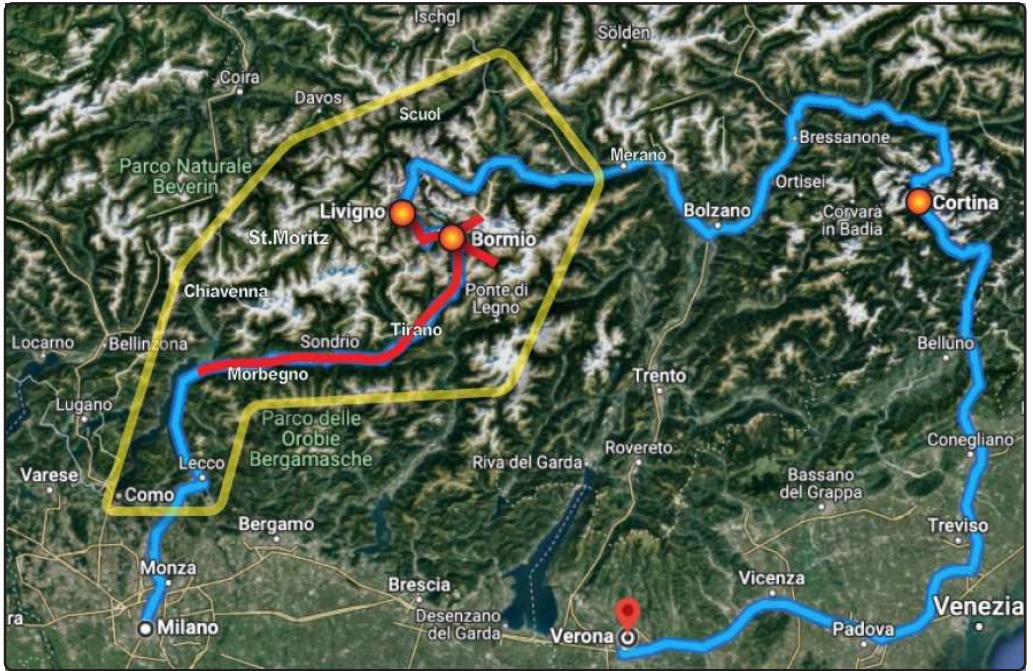 Ischgl
Sölden
Coira
Davos
Scuol
Bressanone
Parco Naturale
Beverin
Merano
Ortisei
Livigno
Bolzano
Corvara
in Badia
Cortina
St.Moritz
Bormio
Chiavenna
Ponte di
Legno
Tirano
Locarno
Bellinzona
Sondrio
Belluno
Morbegno
Trento
Lugano
Parco delle
Orobie
Bergamasche
Conegliano
Rovereto
Lecco
Riva del Garda
Varese
Como
Bassano
del Grappa
Bergamo
Treviso
Monza
Vicenza
Brescia
Venezia
ra
Desenzano
del Garda
Milano
Verona
Padova